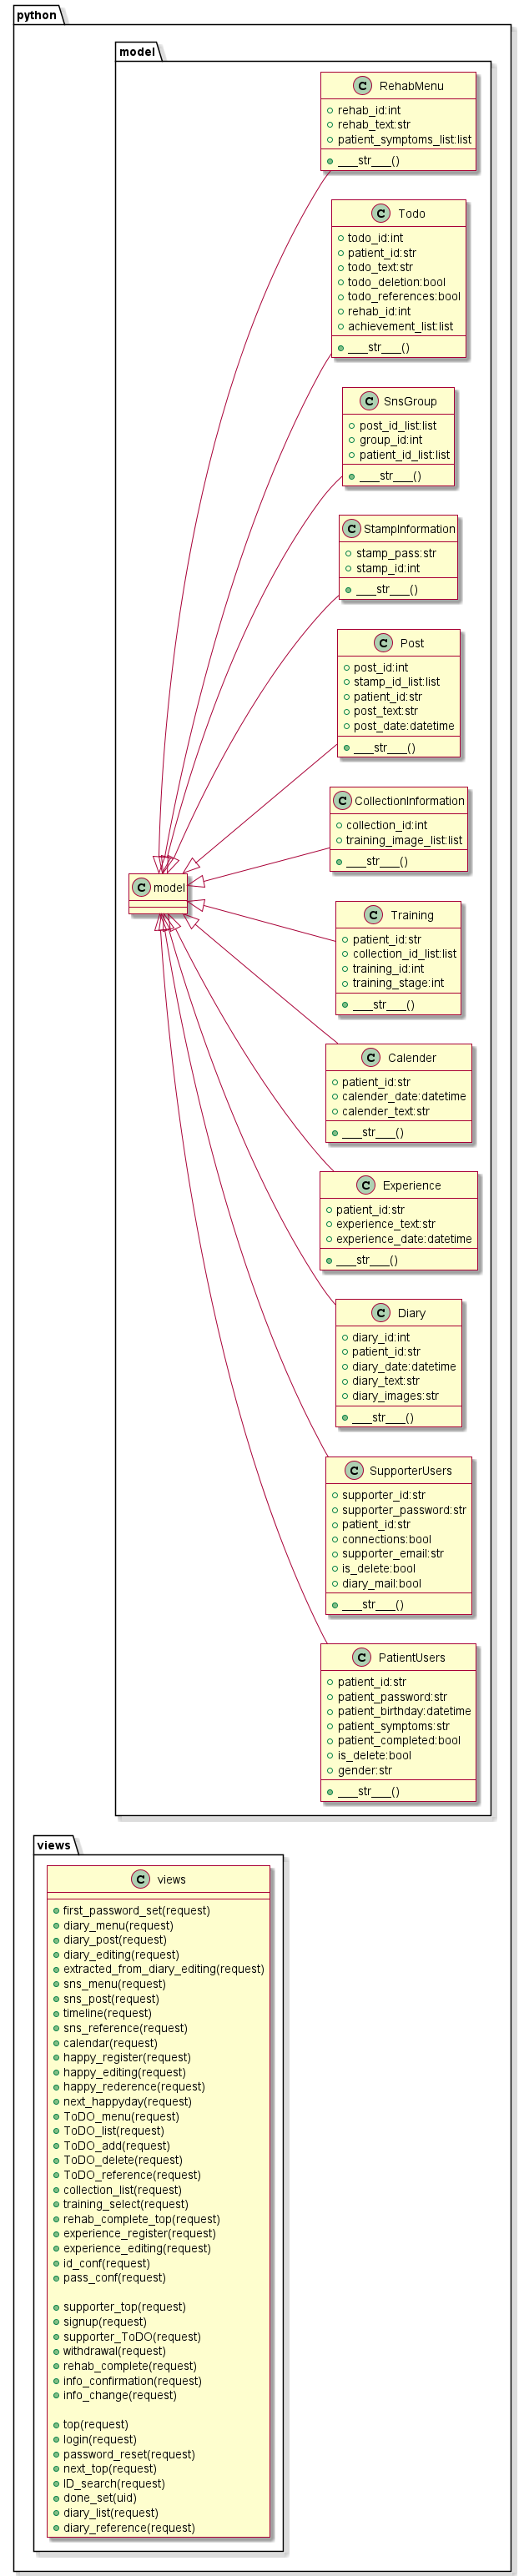 python
model
C RehabMenu
rehab_id:int
rehab_text:str
patient_symptoms_list:list
___str___()
C Todo
todo_id:int
patient_id:str
todo_text:str
todo_deletion:bool
todo_references:bool
rehab_id:int
achievement_list:list
___str___()
C SnsGroup
post_id_list:list
group_id:int
patient_id_list:list
___str___()
C StampInformation
stamp_pass:str
stamp_id:int
___str___()
C Post
post_id:int
stamp_id_list:list
patient_id:str
post_text:str
post_date:datetime
___str___()
C CollectionInformation
collection_id:int
training_image_list:list
___str___()
C model
C Training
patient_id:str
collection_id_list:list
training_id:int
training_stage:int
___str___()
C Calender
patient_id:str
calender_date:datetime
calender_text:str
___str___()
C Experience
patient_id:str
experience_text:str
experience_date:datetime
___str___()
C Diary
diary_id:int
patient_id:str
diary_date:datetime
diary_text:str
diary_images:str
___str___()
C SupporterUsers
supporter_id:str
supporter_password:str
patient_id:str
connections:bool
supporter_email:str
is_delete:bool
diary_mail:bool
___str___()
C PatientUsers
patient_id:str
patient_password:str
patient_birthday:datetime
patient_symptoms:str
patient_completed:bool
is_delete:bool
gender:str
___str___()
views
C views
first_password_set(request)
diary_menu(request)
diary_post(request)
diary_editing(request)
extracted_from_diary_editing(request)
sns_menu(request)
sns_post(request)
timeline(request)
sns_reference(request)
calendar(request)
happy_register(request)
happy_editing(request)
happy_rederence(request)
next_happyday(request)
ToDO_menu(request)
ToDO_list(request)
ToDO_add(request)
ToDO_delete(request)
ToDO_reference(request)
collection_list(request)
training_select(request)
rehab_complete_top(request)
experience_register(request)
experience_editing(request)
id_conf(request)
pass_conf(request)
supporter_top(request)
signup(request)
supporter_ToDO(request)
withdrawal(request)
rehab_complete(request)
info_confirmation(request)
info_change(request)
top(request)
login(request)
password_reset(request)
next_top(request)
ID_search(request)
done_set(uid)
diary_list(request)
diary_reference(request)